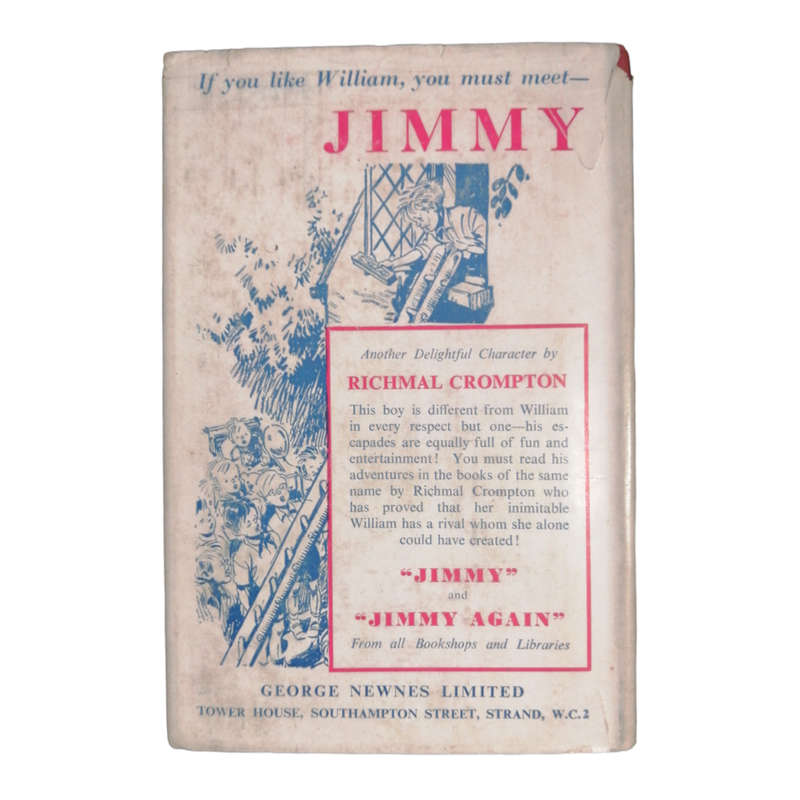 If you like William, you must meet—
JIMMY
Another Delightful Character by
RICHMAL CROMPTON
This boy is different from William
in every respect but one—his es-
capades are equally full of fun and
entertainment! You must read his
adventures in the books of the same
name by Richmal Crompton who
has proved that her inimitable
William has a rival whom she alone
could have created!
“JIMMY”
and
“JIMMY AGAIN”
From all Bookshops and Libraries
GEORGE NEWNES LIMITED
TOWER HOUSE, SOUTHAMPTON STREET, STRAND, W.C.2